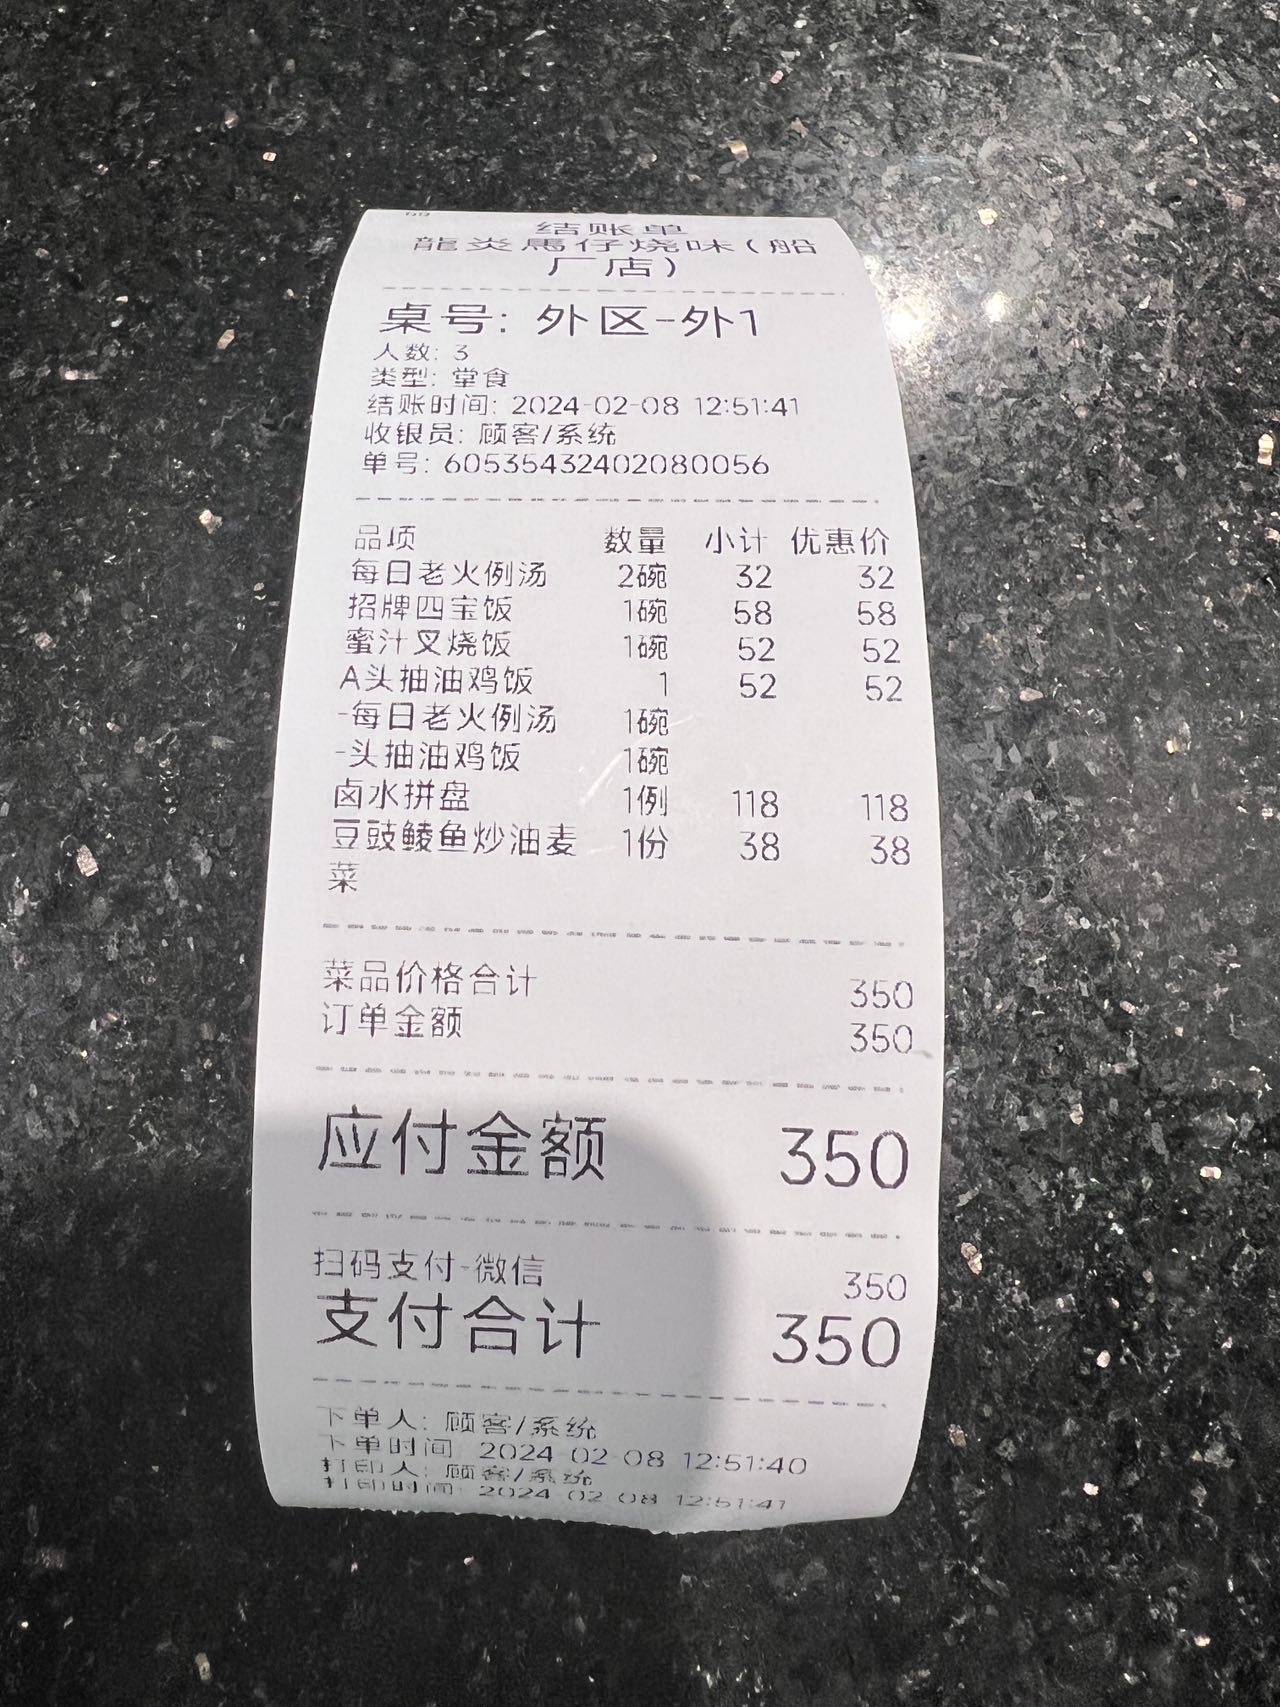 结账单
龍炎馬仔烧味(船
厂店)
桌号: 外区-外1
人数: 3
类型: 堂食
结账时间: 2024-02-08 12:51:41
收银员: 顾客/系统
单号: 605354432402080056
品项 数量 小计 优惠价
每日老火例汤 2碗 32 32
招牌四宝饭 1碗 58 58
蜜汁叉烧饭 1碗 52 52
A头抽油鸡饭 1 52 52
-每日老火例汤 1碗
-头抽油鸡饭 1碗
卤水拼盘 1例 118 118
豆豉鲮鱼炒油麦 1份 38 38
菜
菜品价格合计 350
订单金额 350
应付金额 350
扫码支付-微信 350
支付合计 350
下单人: 顾客/系统
下单时间: 2024-02-08 12:51:40
打印人: 顾客/系统
打印时间: 2024-02-08 12:51:41